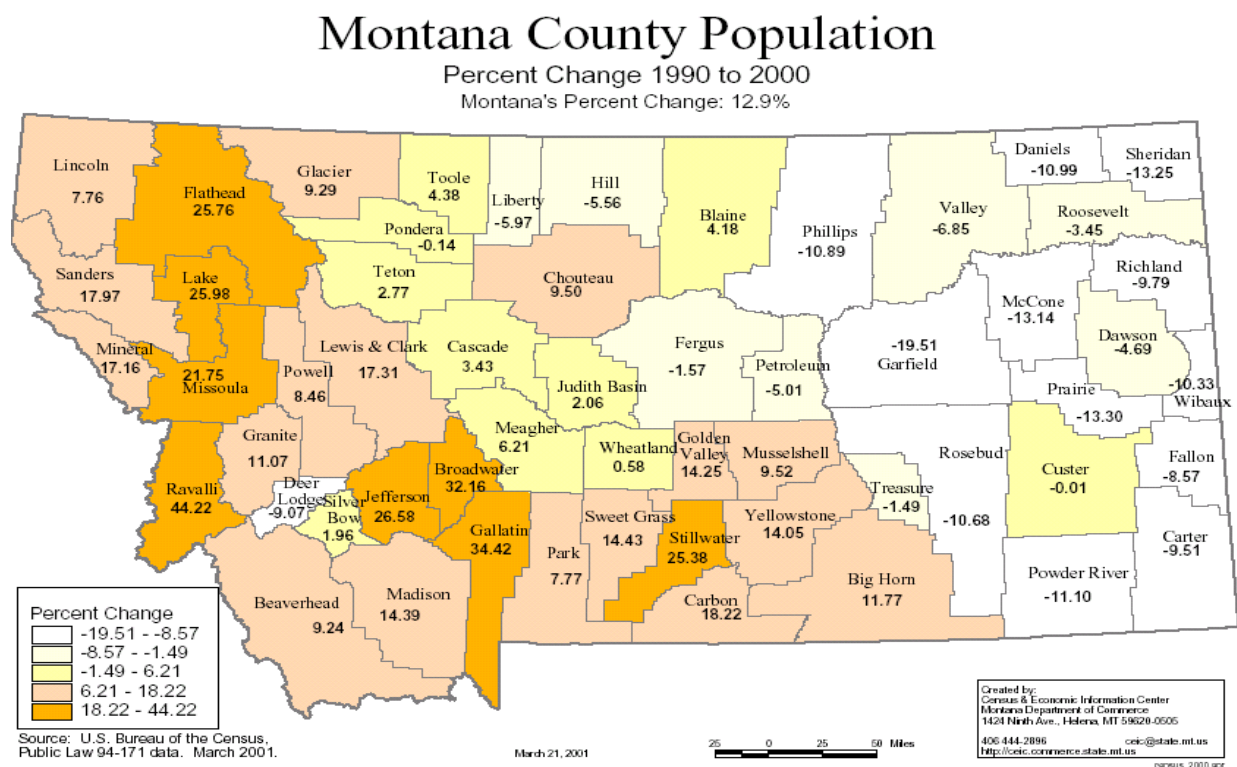 Montana County Population
Percent Change 1990 to 2000
Montana's Percent Change: 12.9%
Lincoln
7.76
Flathead
25.76
Glacier
9.29
Toole
4.38
Liberty
-5.97
Hill
-5.56
Blaine
4.18
Phillips
-10.89
Valley
-6.85
Daniels
-10.99
Sheridan
-13.25
Roosevelt
-3.45
Pondera
-0.14
Teton
2.77
Chouteau
9.50
Sanders
17.97
Lake
25.98
Richland
-9.79
McCone
-13.14
Dawson
-4.69
Mineral
17.16
21.75
Missoula
Powell
8.46
Lewis & Clark
17.31
Cascade
3.43
Judith Basin
2.06
Fergus
-1.57
Petroleum
-5.01
-19.51
Garfield
Prairie
-13.30
-10.33
Wibaux
Granite
11.07
Meagher
6.21
Wheatland
0.58
Golden
Valley
14.25
Musselshell
9.52
Rosebud
-10.68
Custer
-0.01
Fallon
-8.57
Ravalli
44.22
Deer
Lodge
-9.07
Silver
Bow
1.96
Jefferson
26.58
Broadwater
32.16
Gallatin
34.42
Park
7.77
Sweet Grass
14.43
Stillwater
25.38
Yellowstone
14.05
Treasure
-1.49
Carter
-9.51
Beaverhead
9.24
Madison
14.39
Carbon
18.22
Big Horn
11.77
Powder River
-11.10
Percent Change
-19.51 - -8.57
-8.57 - -1.49
-1.49 - 6.21
6.21 - 18.22
18.22 - 44.22
Source: U.S. Bureau of the Census,
Public Law 94-171 data. March 2001.
March 21, 2001
25 0 25 50 Miles
Created by:
Census & Economic Information Center
Montana Department of Commerce
1424 Ninth Ave., Helena, MT 59620-0505
406 444-2896 ceic@state.mt.us
http://ceic.commerce.state.mt.us